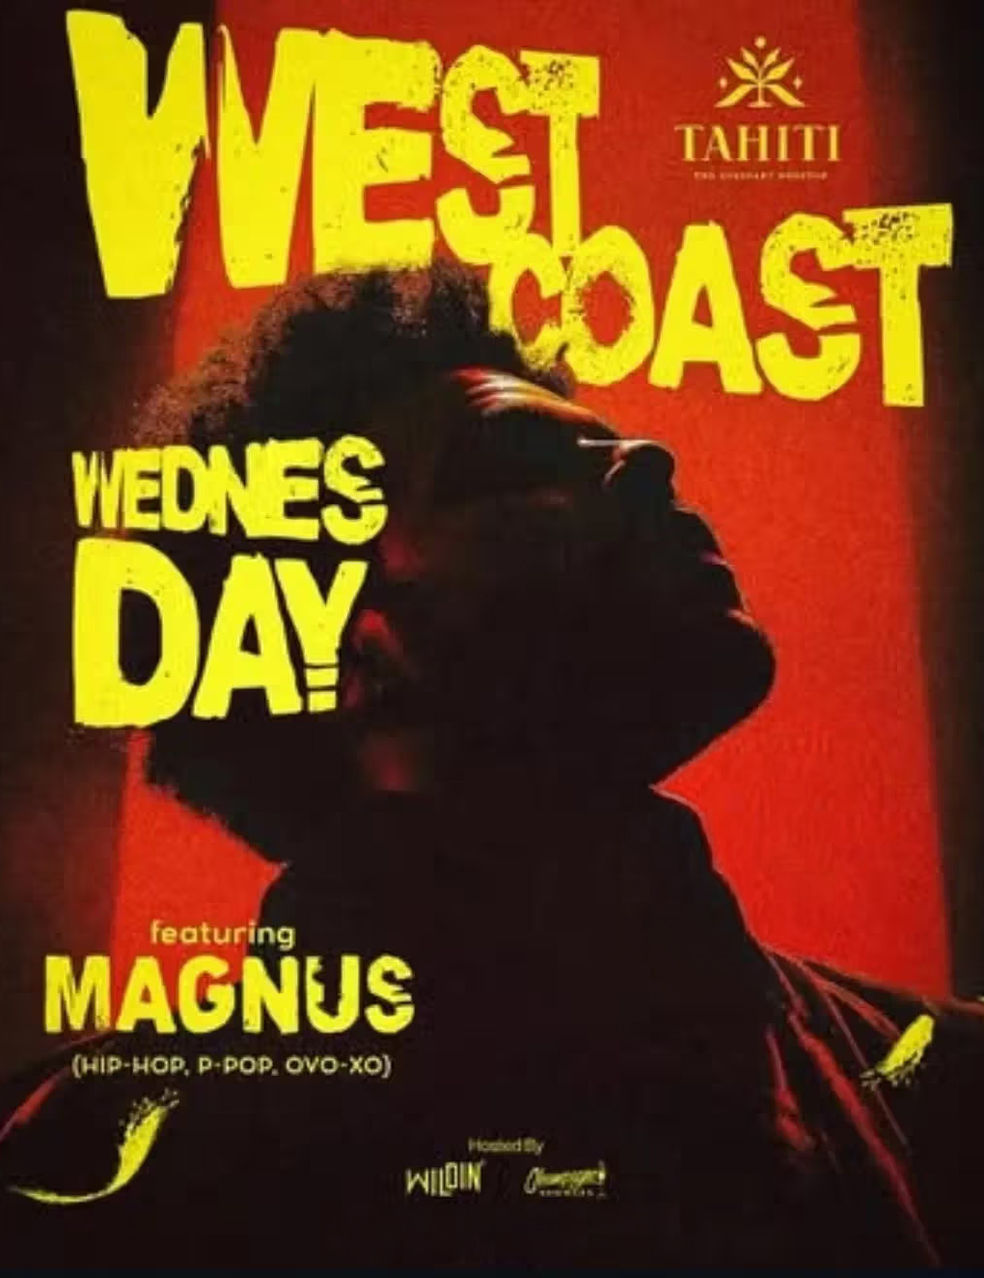 WEST
COAST
TAHITI
WEDNES
DAY
featuring
MAGNUS
(HIP-HOP, P-POP, OVO-XO)
Hosted By
WILDIN'